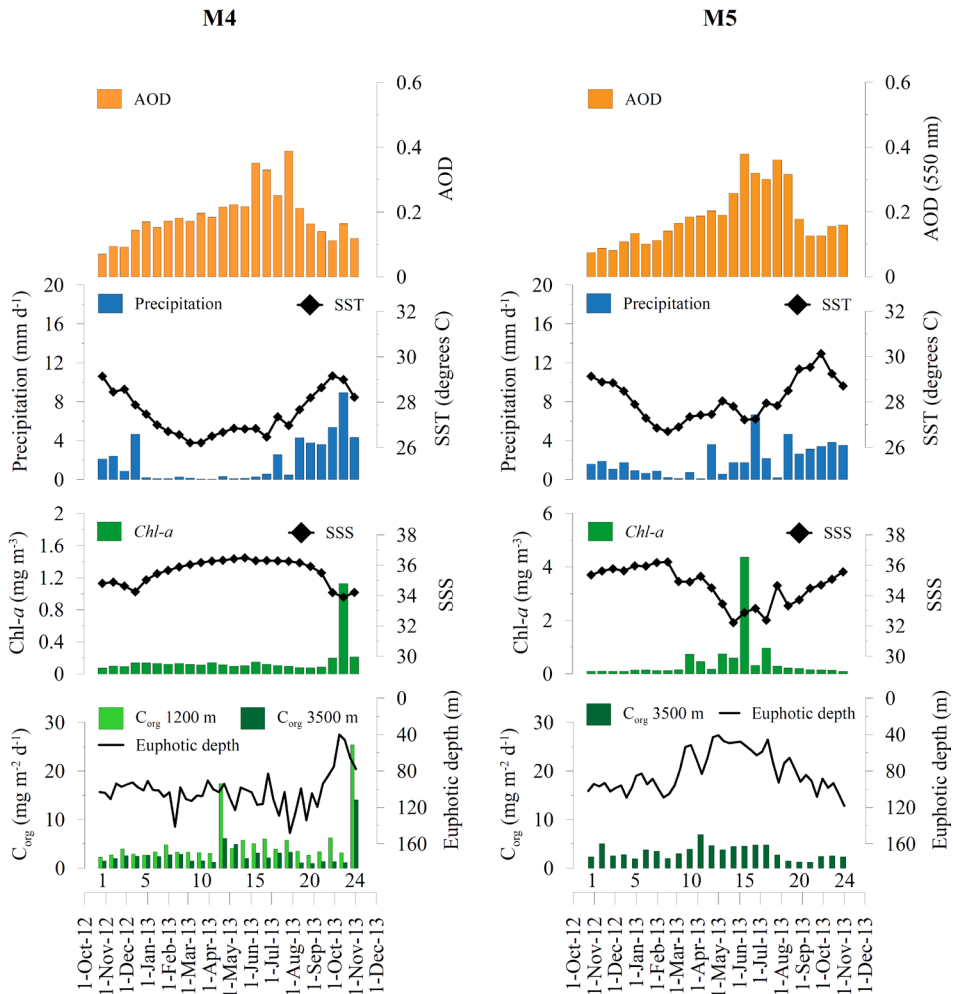 M4
M5
AOD
0.6
0.4
0.2
0
AOD
AOD
0.6
0.4
0.2
0
AOD (550 nm)
Precipitation
SST
20
16
12
8
4
0
Precipitation (mm d-1)
32
30
28
26
SST (degrees C)
Precipitation
SST
20
16
12
8
4
0
Precipitation (mm d-1)
32
30
28
26
SST (degrees C)
Chl-a
SSS
2
1.6
1.2
0.8
0.4
0
Chl-a (mg m-3)
38
36
34
32
30
SSS
Chl-a
SSS
6
4
2
0
Chl-a (mg m-3)
38
36
34
32
30
SSS
Corg 1200 m
Corg 3500 m
Euphotic depth
30
20
10
0
Corg (mg m-2 d-1)
0
40
80
120
160
Euphotic depth (m)
Corg 3500 m
Euphotic depth
30
20
10
0
Corg (mg m-2 d-1)
0
40
80
120
160
Euphotic depth (m)
1 5 10 15 20 24
1 5 10 15 20 24
1-Oct-12
1-Nov-12
1-Dec-12
1-Jan-13
1-Feb-13
1-Mar-13
1-Apr-13
1-May-13
1-Jun-13
1-Jul-13
1-Aug-13
1-Sep-13
1-Oct-13
1-Nov-13
1-Dec-13
1-Oct-12
1-Nov-12
1-Dec-12
1-Jan-13
1-Feb-13
1-Mar-13
1-Apr-13
1-May-13
1-Jun-13
1-Jul-13
1-Aug-13
1-Sep-13
1-Oct-13
1-Nov-13
1-Dec-13